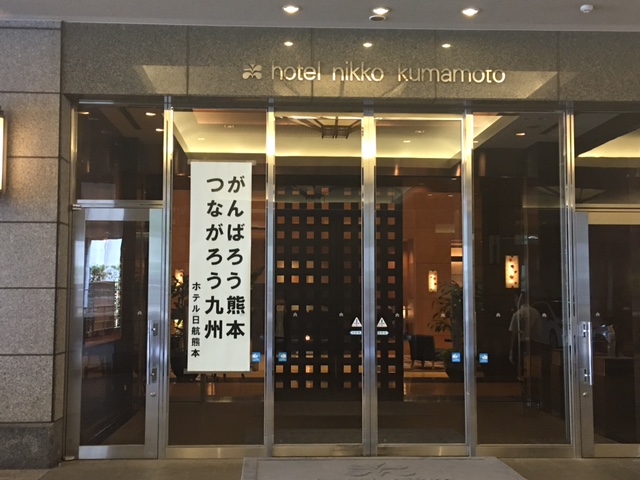 hotel nikko kumamoto
がんばろう熊本
つながろう九州
ホテル日航熊本